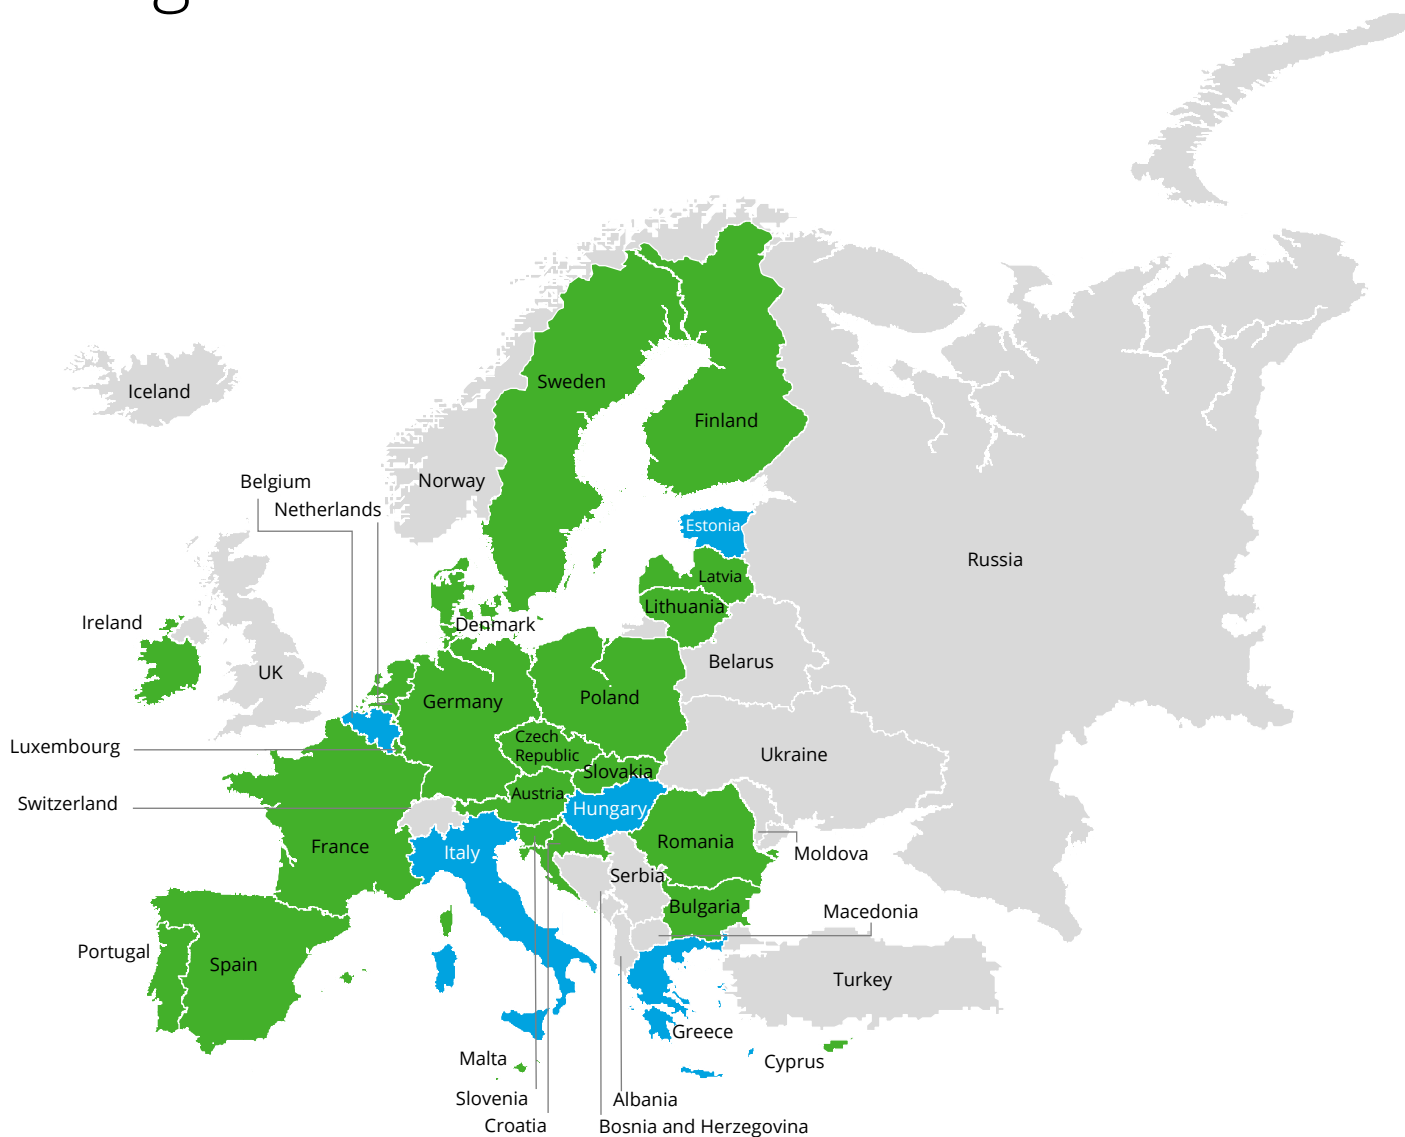 Iceland
Sweden
Finland
Norway
Belgium
Netherlands
Estonia
Russia
Latvia
Lithuania
Ireland
Denmark
UK
Belarus
Germany
Poland
Luxembourg
Czech
Republic
Ukraine
Slovakia
Switzerland
Austria
Hungary
France
Italy
Romania
Moldova
Serbia
Bulgaria
Macedonia
Portugal
Spain
Turkey
Greece
Malta
Cyprus
Slovenia
Albania
Croatia
Bosnia and Herzegovina